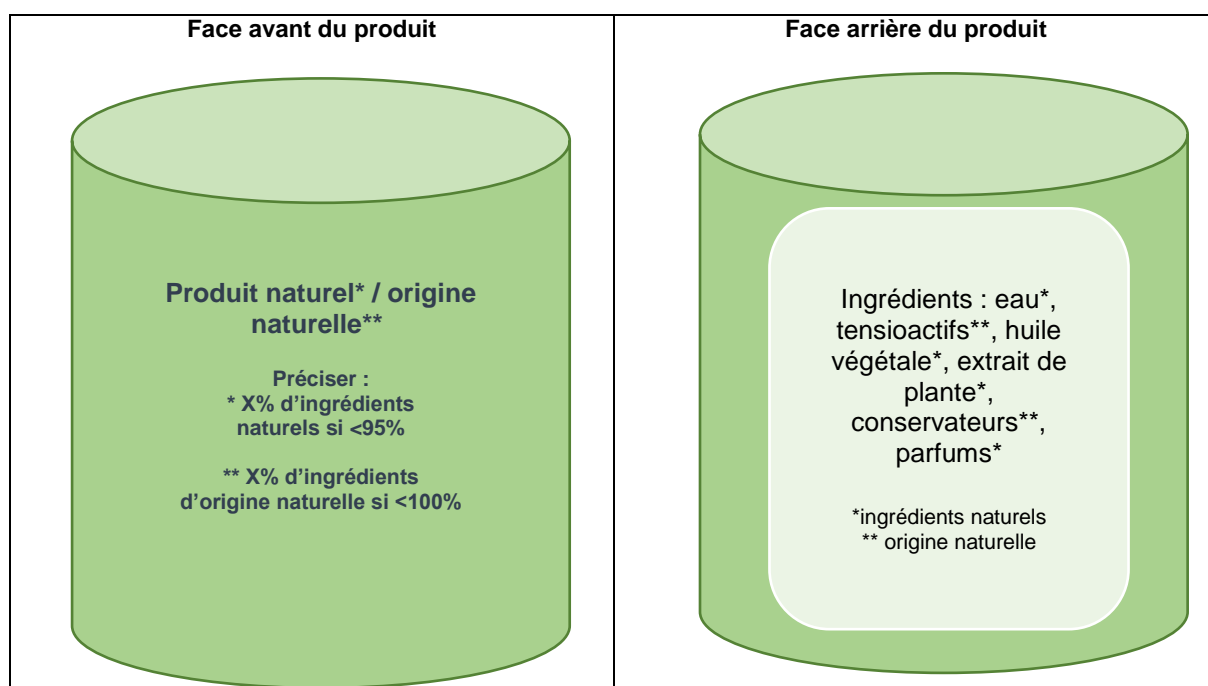 Face avant du produit
Face arrière du produit
Produit naturel* / origine
naturelle**
Préciser :
* X% d’ingrédients
naturels si <95%
** X% d’ingrédients
d’origine naturelle si <100%
Ingrédients : eau*,
tensioactifs**, huile
végétale*, extrait de
plante*,
conservateurs**,
parfums*
*ingrédients naturels
** origine naturelle